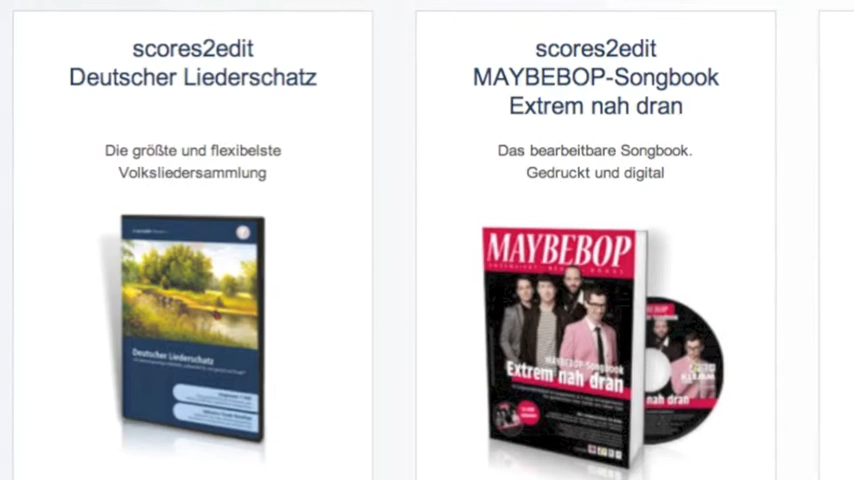 scores2edit
Deutscher Liederschatz
Die größte und flexibelste
Volksliedersammlung
Deutscher Liederschatz
scores2edit
MAYBEBOP-Songbook
Extrem nah dran
Das bearbeitbare Songbook.
Gedruckt und digital
MAYBEBOP
MAYBEBOP-Songbook
Extrem nah dran
nah dran